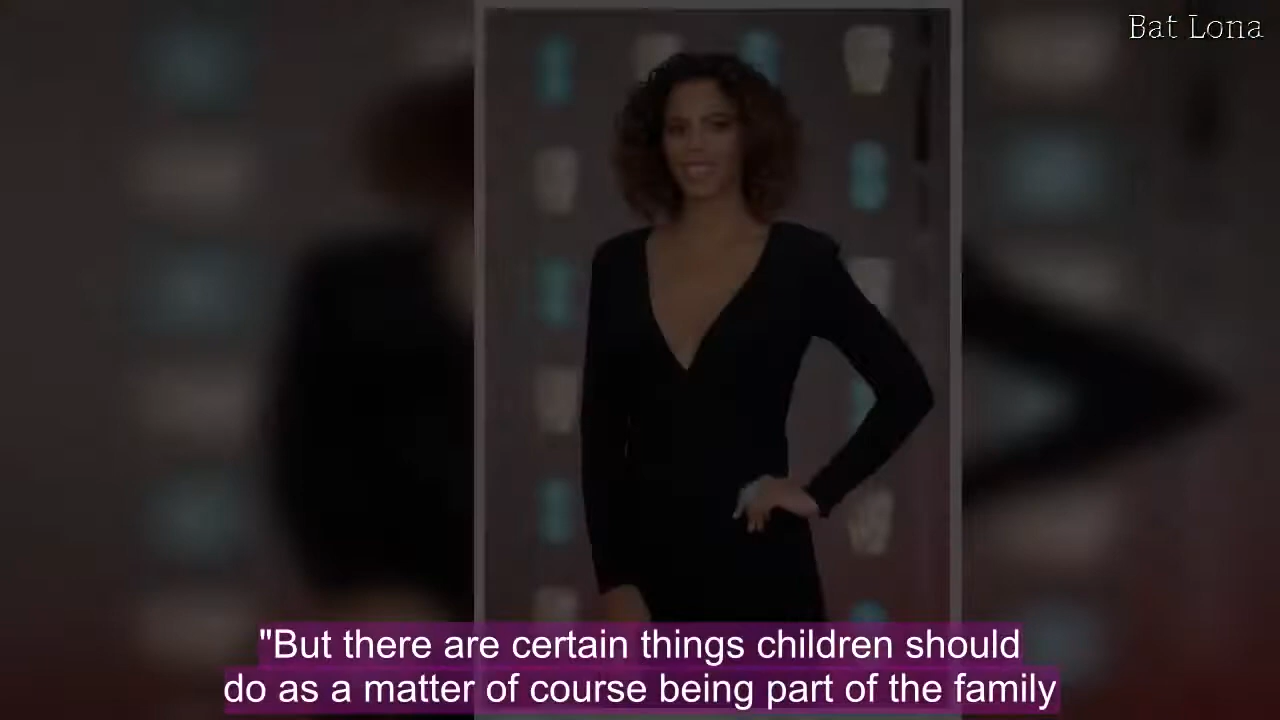 Bat Lona
"But there are certain things children should
do as a matter of course being part of the family